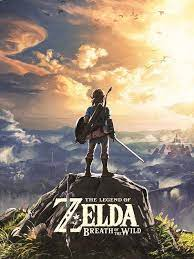 THE LEGEND OF
ZELDA
BREATH OF THE WILD